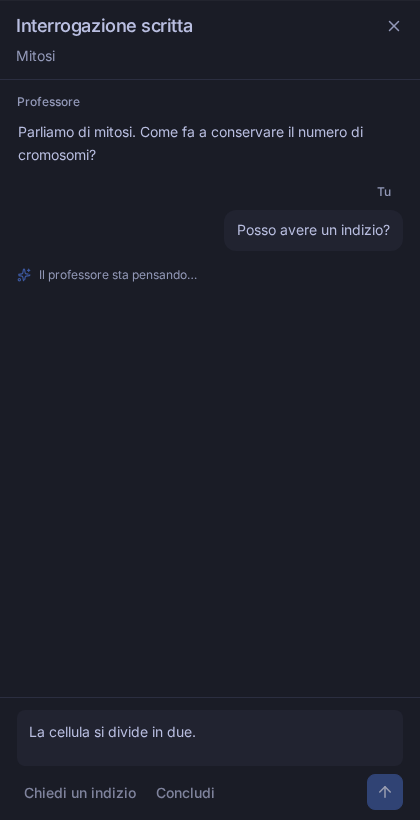 Interrogazione scritta
Mitosi
Professore
Parliamo di mitosi. Come fa a conservare il numero di
cromosomi?
Tu
Posso avere un indizio?
Il professore sta pensando...
La cellula si divide in due.
Chiedi un indizio
Concludi